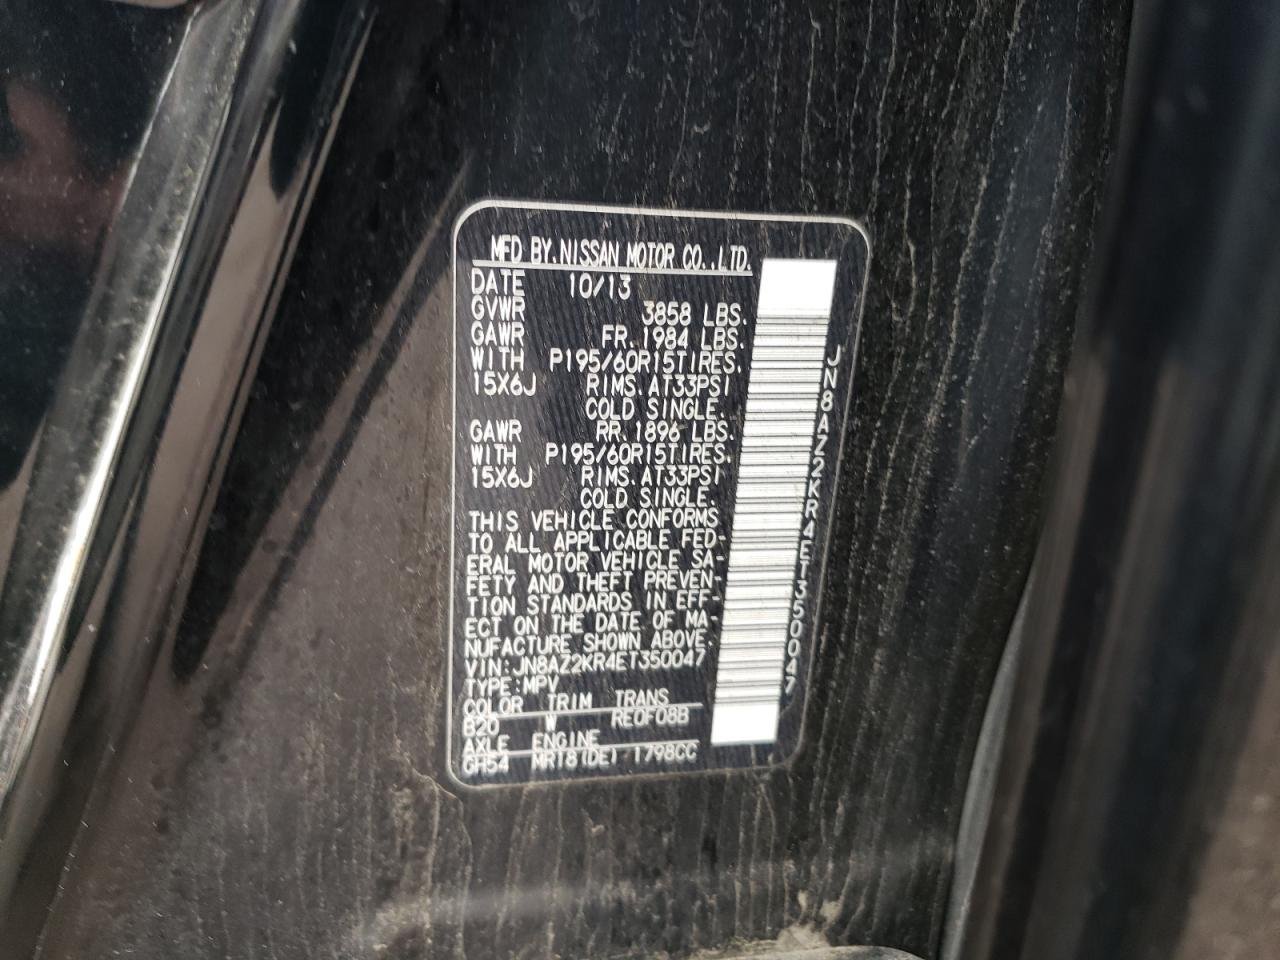 MFD BY.NISSAN MOTOR CO.,LTD.
DATE 10/13
GVWR 3858 LBS.
GAWR FR. 1984 LBS.
WITH P195/60R15TIRES.
15X6J RIMS. AT33PSI
COLD SINGLE.
GAWR RR. 1896 LBS.
WITH P195/60R15TIRES.
15X6J RIMS. AT33PSI
COLD SINGLE.
THIS VEHICLE CONFORMS
TO ALL APPLICABLE FED-
ERAL MOTOR VEHICLE SA-
FETY AND THEFT PREVEN-
TION STANDARDS IN EFF-
ECT ON THE DATE OF MA-
NUFACTURE SHOWN ABOVE.
VIN:JN8AZ2KR4ET350047
TYPE:MPV
COLOR TRIM TRANS
B20 W RE0F08B
AXLE ENGINE
GH54 MR18(DE) 1798CC
JN8AZ2KR4ET350047